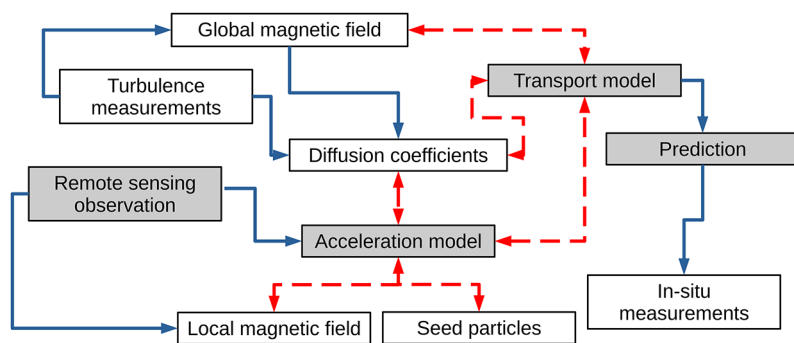 Global magnetic field
Turbulence
measurements
Transport model
Diffusion coefficients
Prediction
Remote sensing
observation
Acceleration model
In-situ
measurements
Local magnetic field
Seed particles